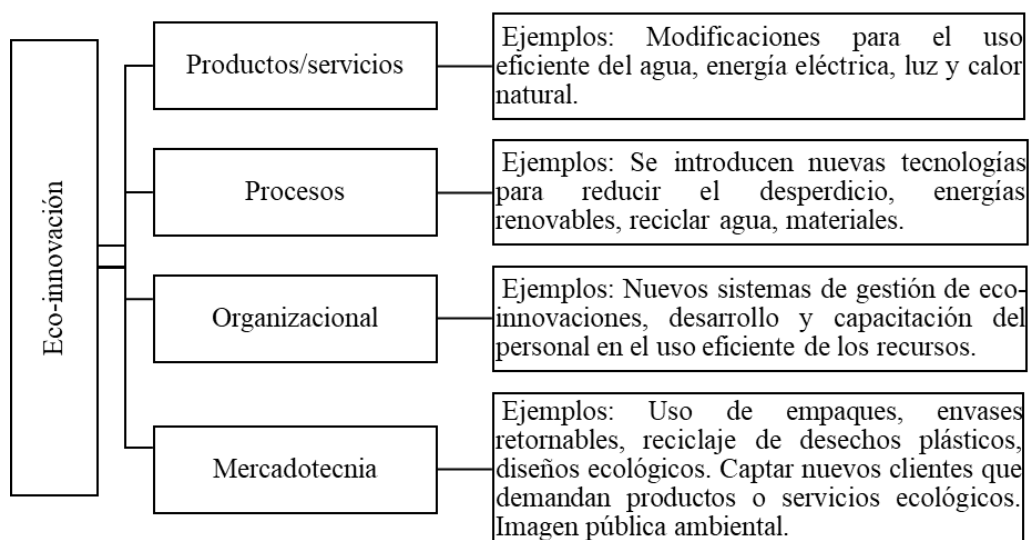 Eco-innovación
Productos/servicios
Ejemplos: Modificaciones para el uso
eficiente del agua, energía eléctrica, luz y calor
natural.
Procesos
Ejemplos: Se introducen nuevas tecnologías
para reducir el desperdicio, energías
renovables, reciclar agua, materiales.
Organizacional
Ejemplos: Nuevos sistemas de gestión de eco-
innovaciones, desarrollo y capacitación del
personal en el uso eficiente de los recursos.
Mercadotecnia
Ejemplos: Uso de empaques, envases
retornables, reciclaje de desechos plásticos,
diseños ecológicos. Captar nuevos clientes que
demandan productos o servicios ecológicos.
Imagen pública ambiental.